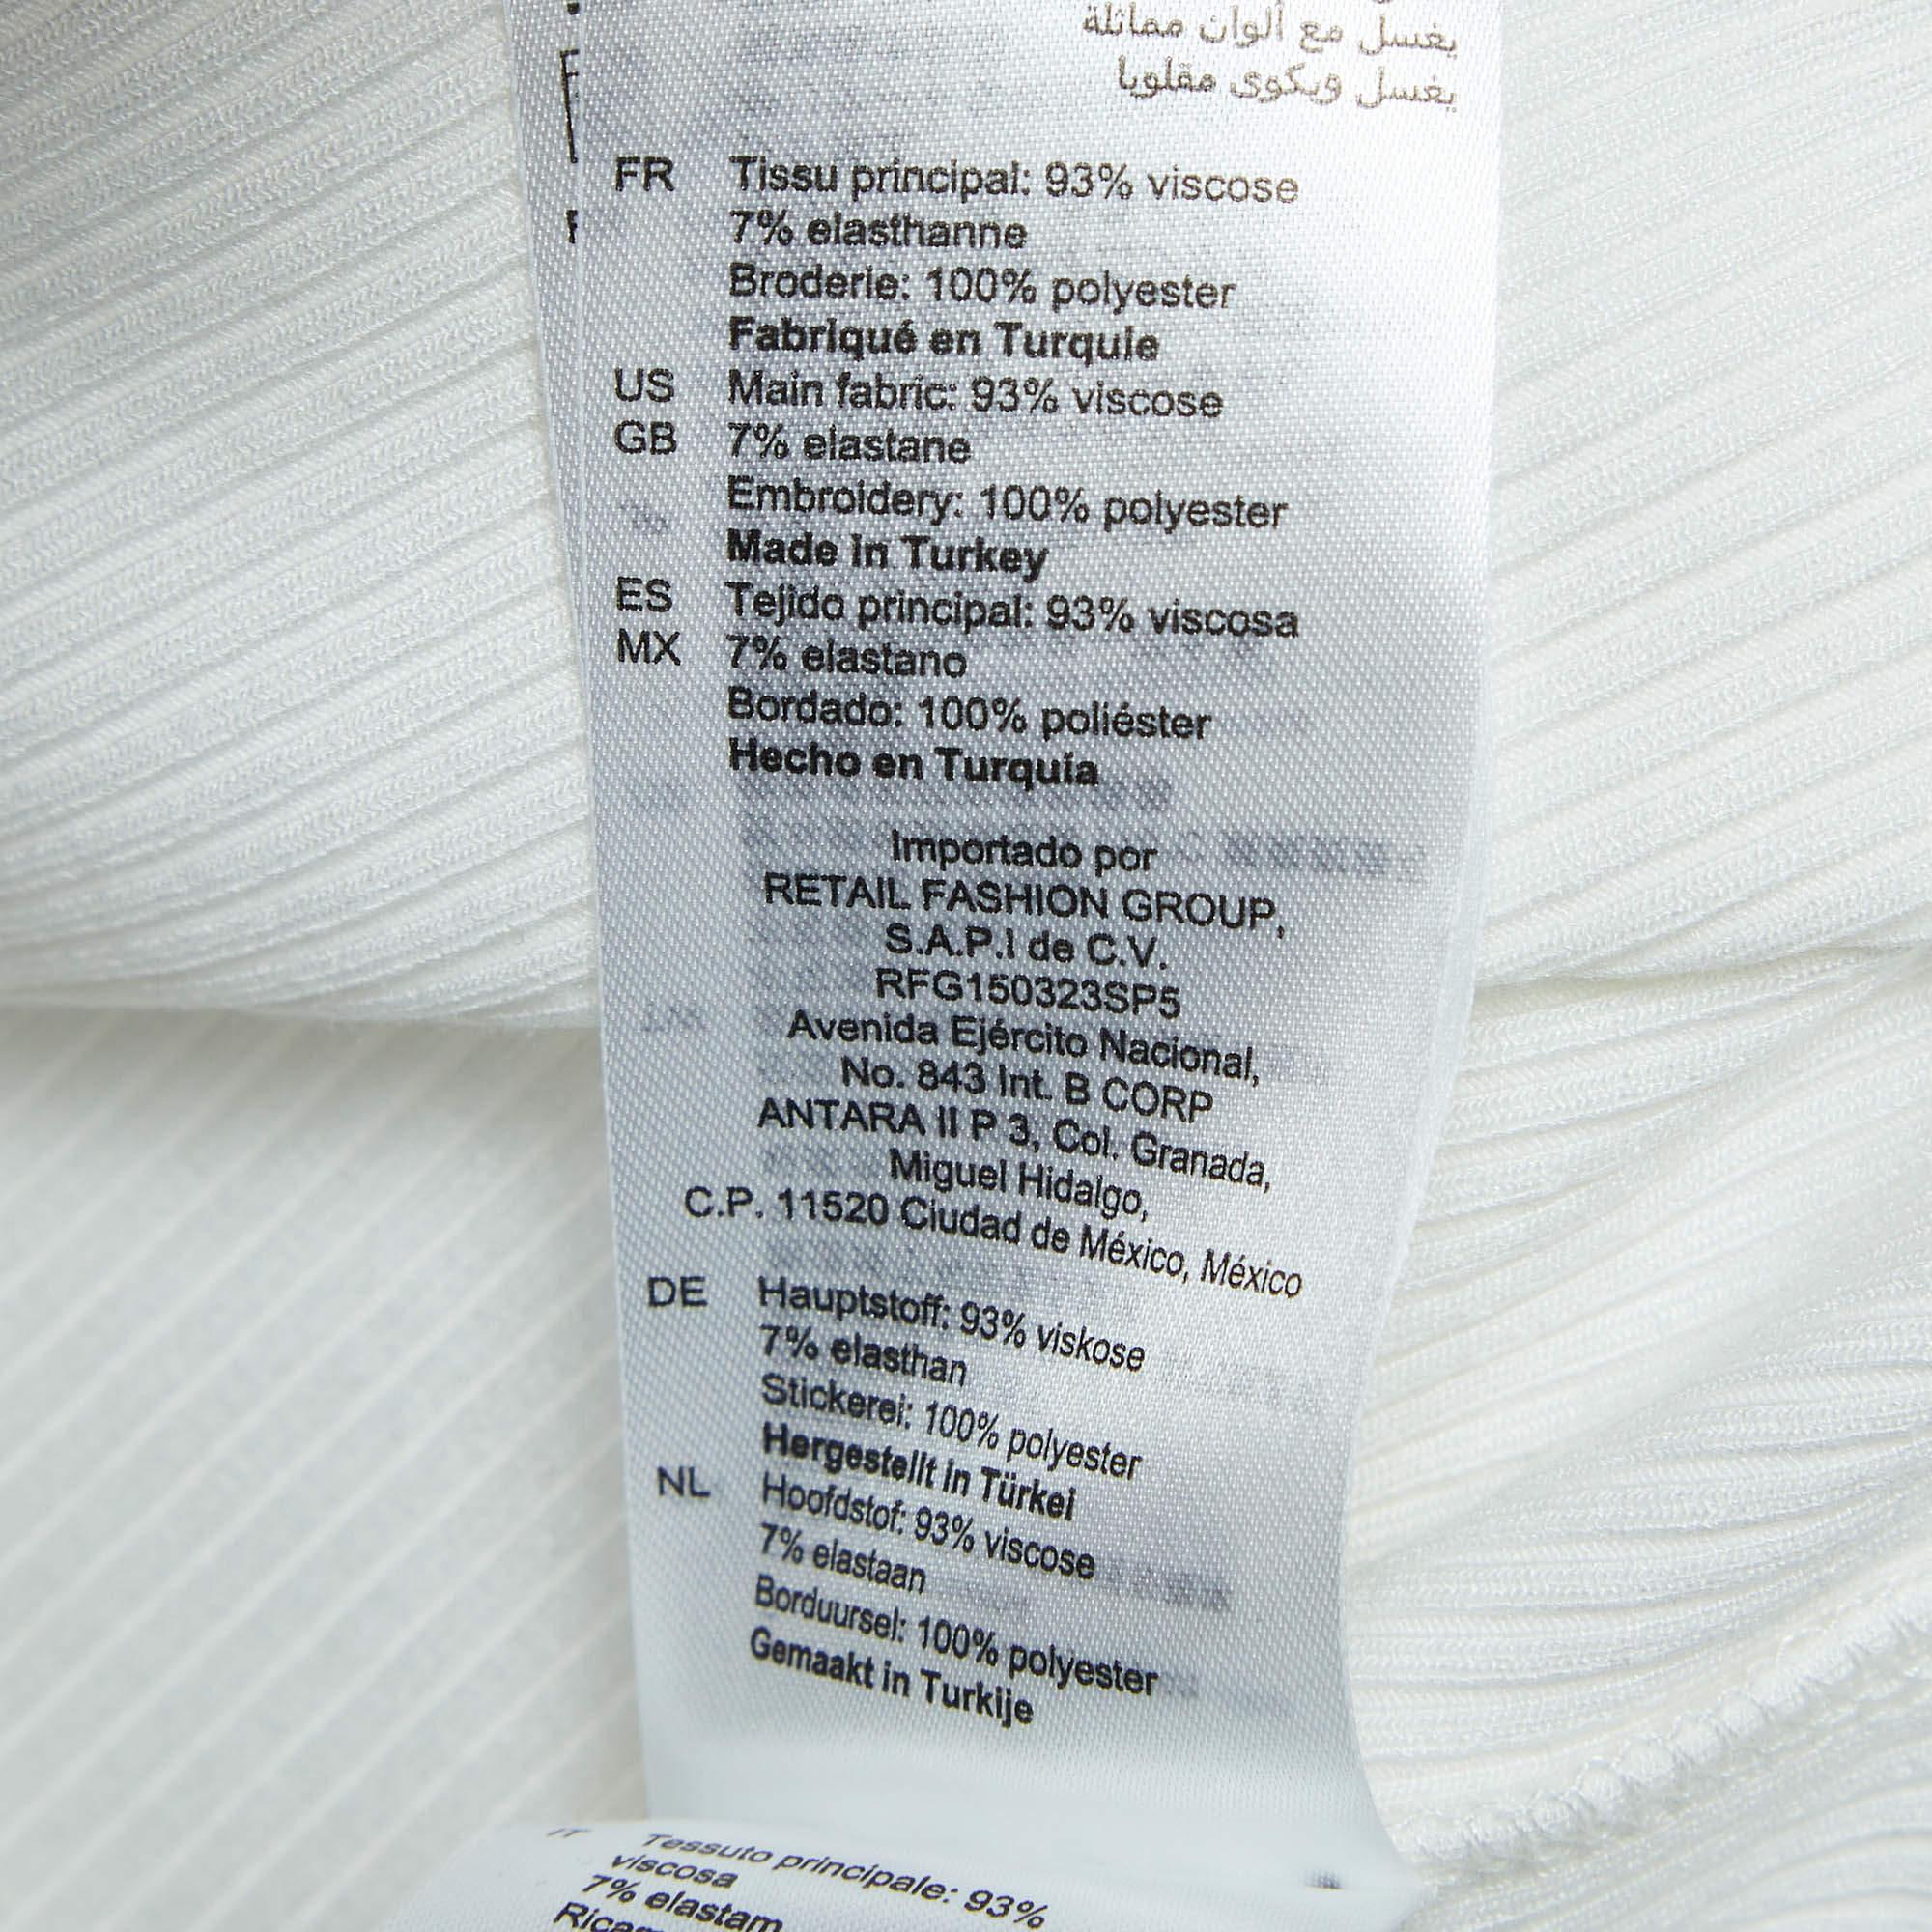 يغسل مع ألوان مماثلة
يغسل ويكوى مقلوبا
FR Tissu principal: 93% viscose
7% elasthanne
Broderie: 100% polyester
Fabriqué en Turquie
US Main fabric: 93% viscose
GB 7% elastane
Embroidery: 100% polyester
Made in Turkey
ES Tejido principal: 93% viscosa
MX 7% elastano
Bordado: 100% poliéster
Hecho en Turquía
Importado por
RETAIL FASHION GROUP,
S.A.P.I de C.V.
RFG150323SP5
Avenida Ejército Nacional,
No. 843 Int. B CORP
ANTARA II P 3, Col. Granada,
Miguel Hidalgo,
C.P. 11520 Ciudad de México, México
DE Hauptstoff: 93% viskose
7% elasthan
Stickerei: 100% polyester
Hergestellt in Türkei
NL Hoofdstof: 93% viscose
7% elastaan
Borduursel: 100% polyester
Gemaakt in Turkije
IT Tessuto principale: 93%
viscosa
7% elastam